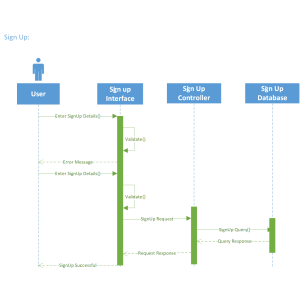 Sign Up:
User
Sign up
Interface
Sign Up
Controller
Sign Up
Database
Enter SignUp Details()
Validate()
Error Message
Enter SignUp Details()
Validate()
SignUp Request
SignUp Query()
Query Response
Request Response
SignUp Successful